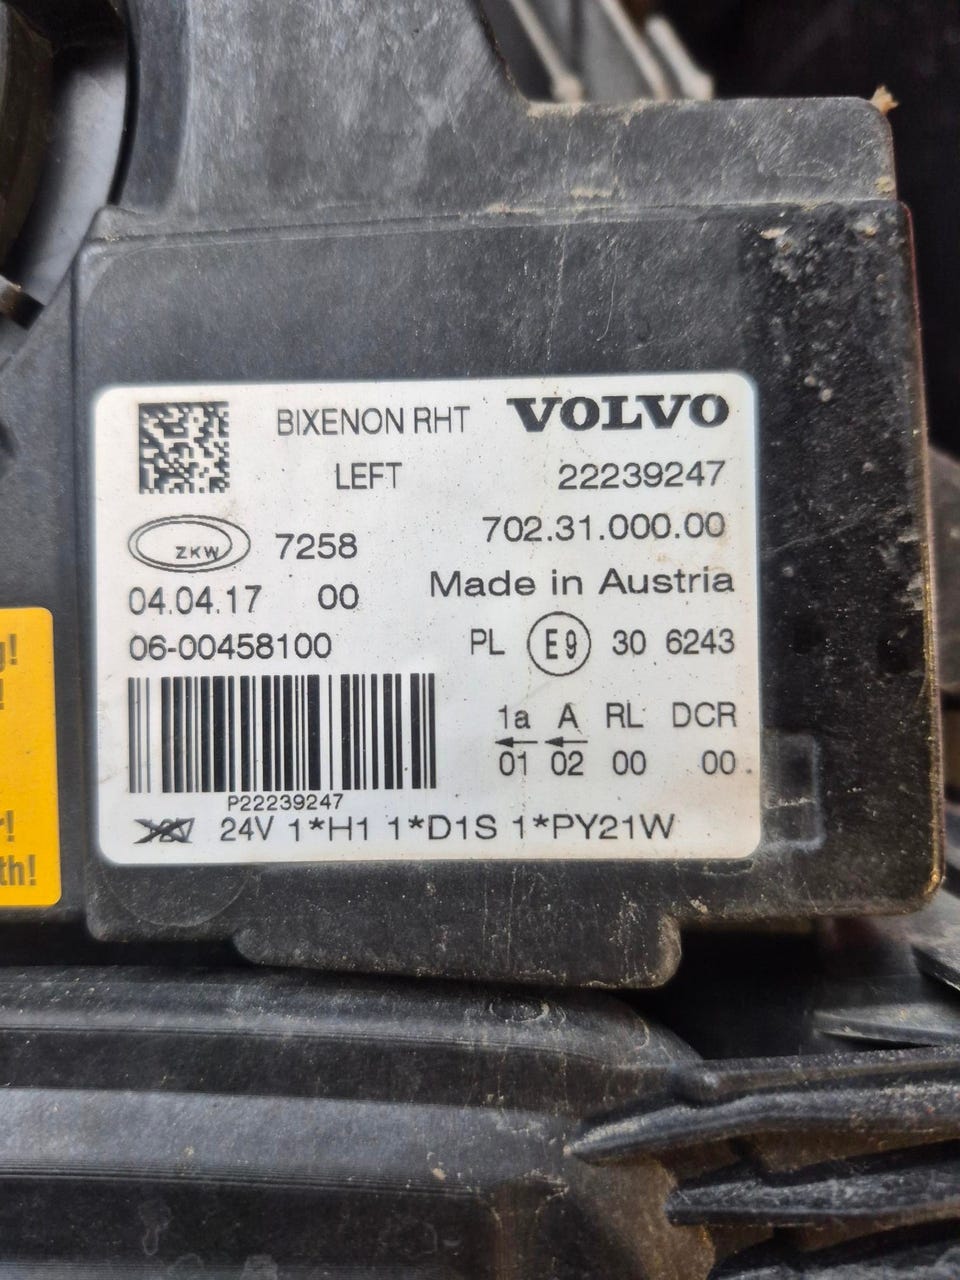 BIXENON RHT VOLVO
LEFT 22239247
ZKW 7258 702.31.000.00
04.04.17 00 Made in Austria
06-00458100 PL E9 30 6243
1a A RL DCR
01 02 00 00
P22239247
24V 1*H1 1*D1S 1*PY21W
g!
!
r!
th!